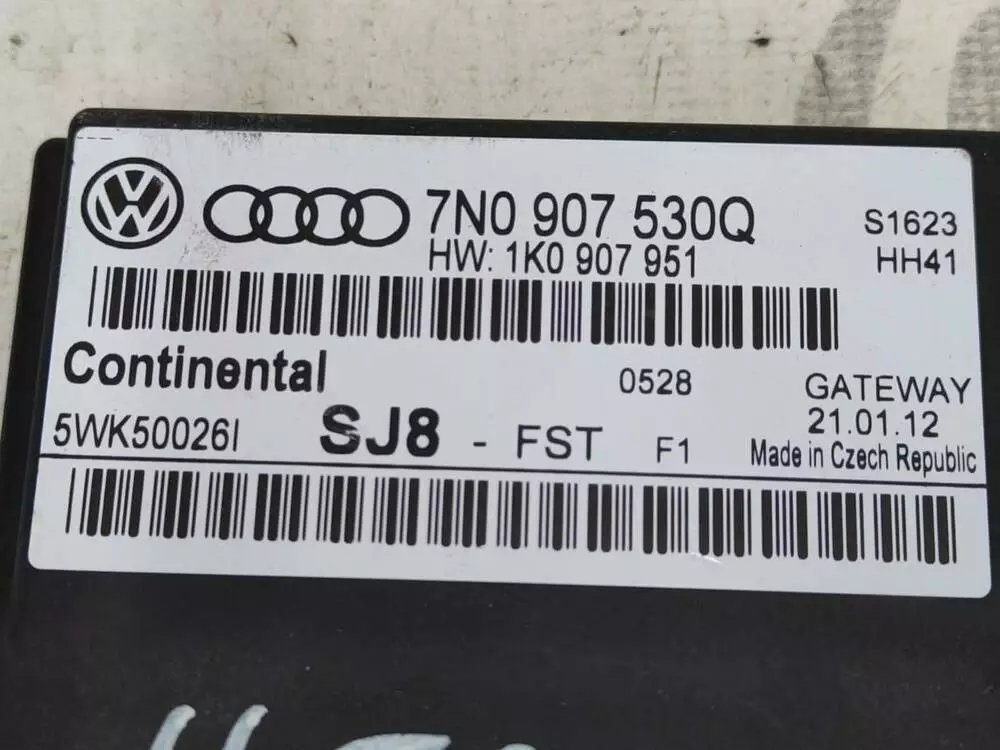 7N0 907 530Q S1623
HW: 1K0 907 951 HH41
Continental 0528 GATEWAY
5WK50026I SJ8 - FST F1 21.01.12
Made in Czech Republic